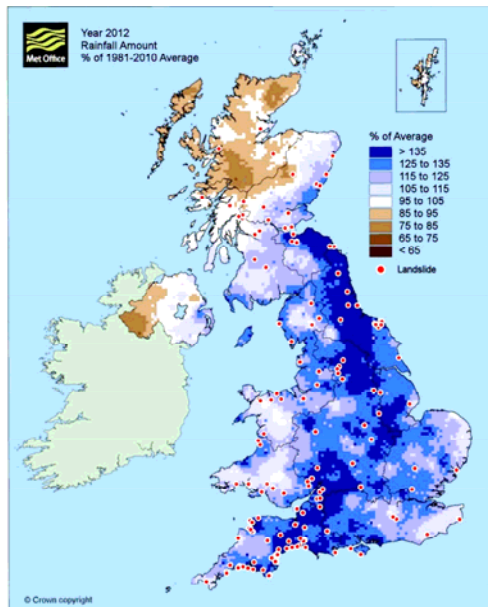 Met Office
Year 2012
Rainfall Amount
% of 1981-2010 Average
% of Average
> 135
125 to 135
115 to 125
105 to 115
95 to 105
85 to 95
75 to 85
65 to 75
< 65
Landslide
© Crown copyright